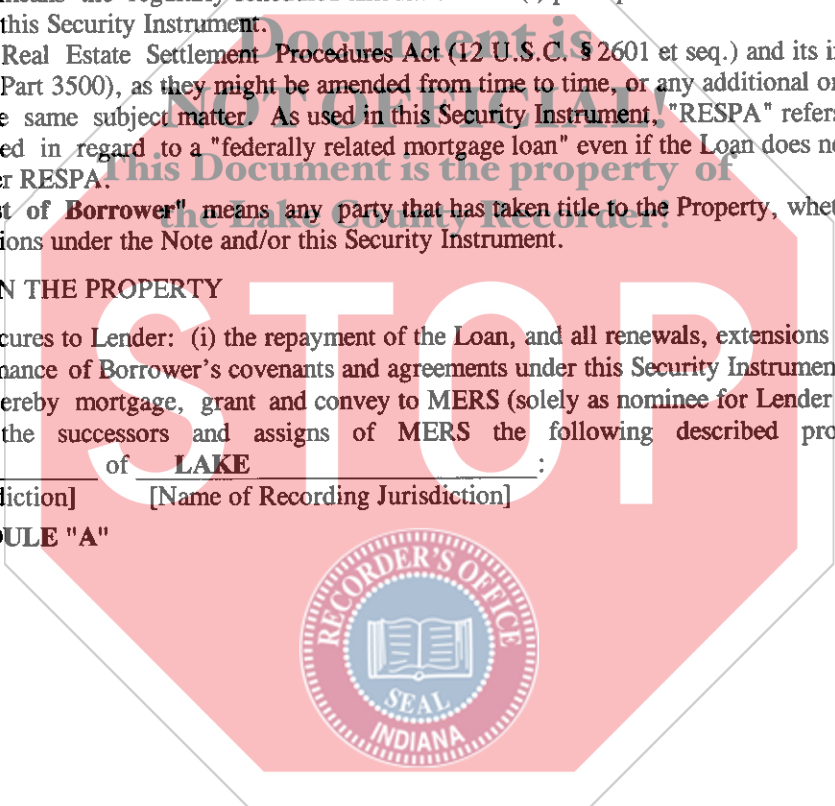 this Security Instrument.
Real Estate Settlement Procedures Act (12 U.S.C. § 2601 et seq.) and its i
Part 3500), as they might be amended from time to time, or any additional o
same subject matter. As used in this Security Instrument, "RESPA" refers
ed in regard to a "federally related mortgage loan" even if the Loan does n
r RESPA.
t of Borrower" means any party that has taken title to the Property, whet
ions under the Note and/or this Security Instrument.
N THE PROPERTY
cures to Lender: (i) the repayment of the Loan, and all renewals, extensions
nance of Borrower's covenants and agreements under this Security Instrumen
ereby mortgage, grant and convey to MERS (solely as nominee for Lender
the successors and assigns of MERS the following described pro
of LAKE :
diction] [Name of Recording Jurisdiction]
ULE "A"
Document is
NOT OFFICIAL!
This Document is the property of
the Lake County Recorder!
STOP
RECORDER'S OFFICE
SEAL
INDIANA